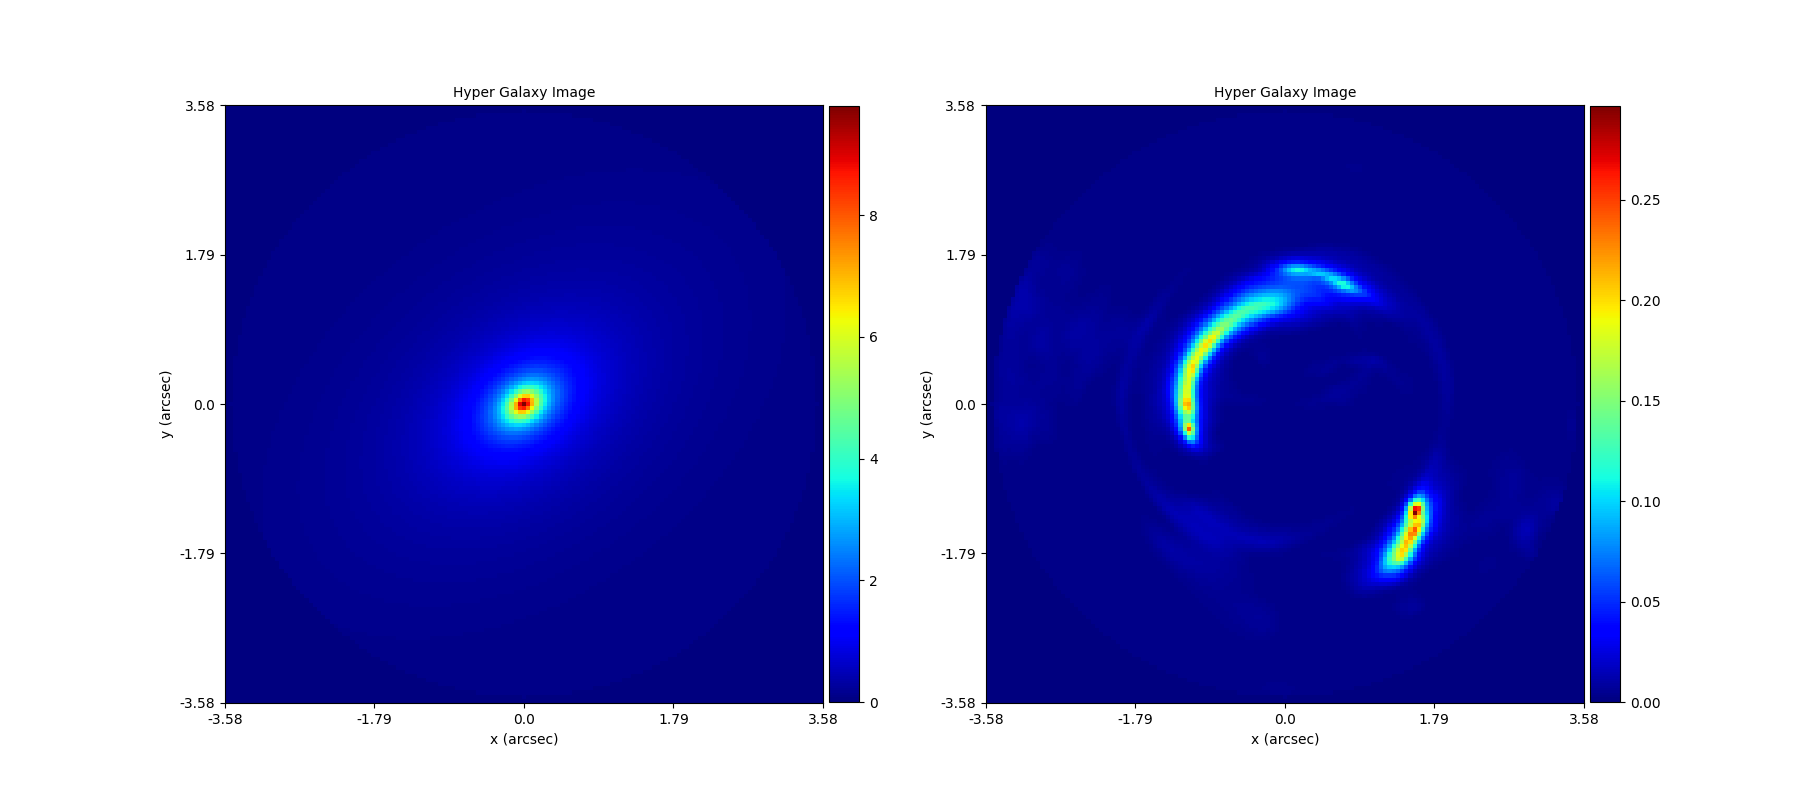 Hyper Galaxy Image
3.58
1.79
0.0
-1.79
-3.58
y (arcsec)
-3.58 -1.79 0.0 1.79 3.58
x (arcsec)
8
6
4
2
0
Hyper Galaxy Image
3.58
1.79
0.0
-1.79
-3.58
y (arcsec)
-3.58 -1.79 0.0 1.79 3.58
x (arcsec)
0.25
0.20
0.15
0.10
0.05
0.00